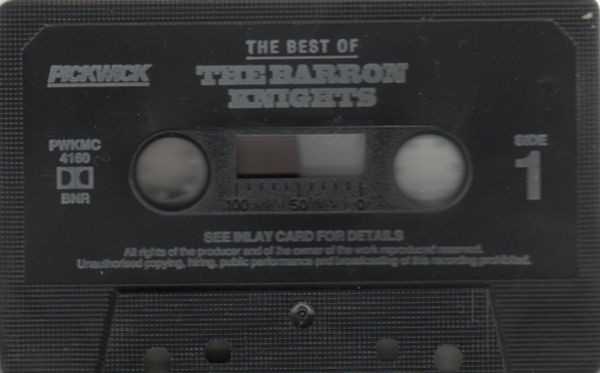 THE BEST OF
PICKWICK
THE BARRON
KNIGHTS
PWKMC
4160
BNR
SIDE
1
100 50 0
SEE INLAY CARD FOR DETAILS
All rights of the producer and of the owner of the work reproduced reserved.
Unauthorised copying, hiring, public performance and broadcasting of this recording prohibited.